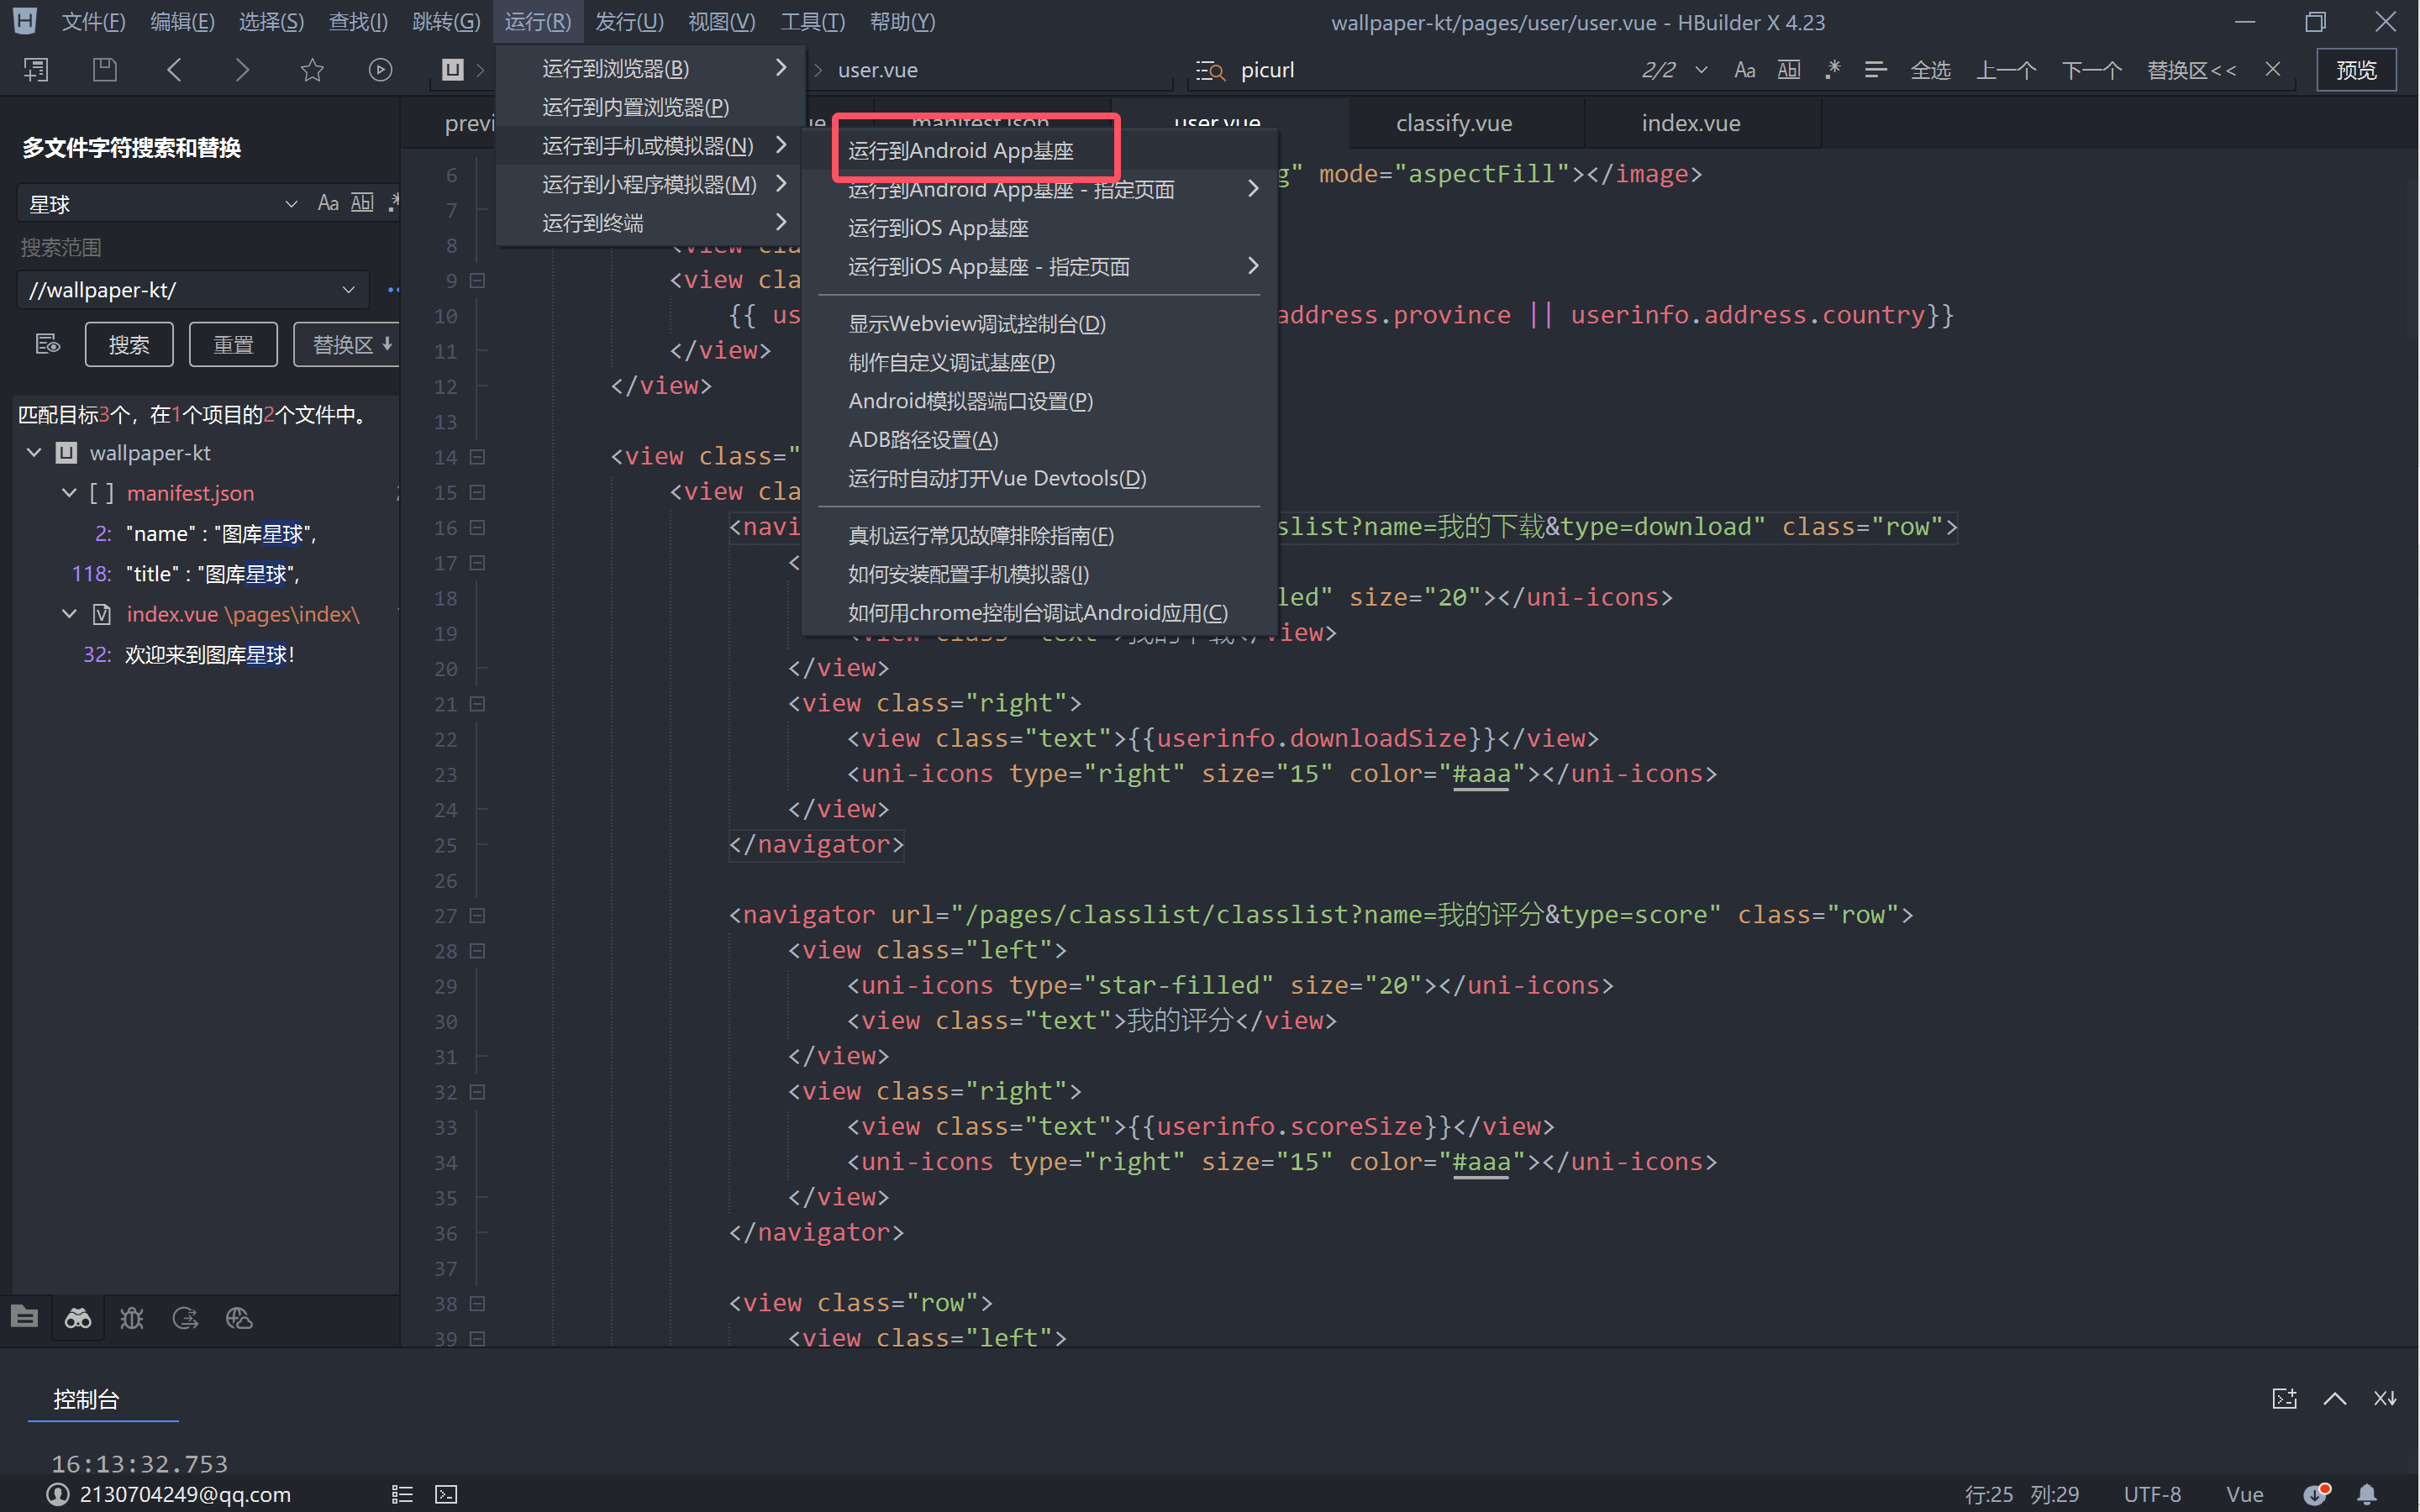 文件(F) 编辑(E) 选择(S) 查找(I) 跳转(G) 运行(R) 发行(U) 视图(V) 工具(T) 帮助(Y) wallpaper-kt/pages/user/user.vue - HBuilder X 4.23
user.vue picurl 2/2 Aa Abl .* 全选 上一个 下一个 替换区<< 预览
运行到浏览器(B)
运行到内置浏览器(P)
运行到手机或模拟器(N)
运行到小程序模拟器(M)
运行到终端
manifest.json user.vue classify.vue index.vue
运行到Android App基座
运行到Android App基座 - 指定页面
运行到iOS App基座
运行到iOS App基座 - 指定页面
显示Webview调试控制台(D)
制作自定义调试基座(P)
Android模拟器端口设置(P)
ADB路径设置(A)
运行时自动打开Vue Devtools(D)
真机运行常见故障排除指南(F)
如何安装配置手机模拟器(I)
如何用chrome控制台调试Android应用(C)
多文件字符搜索和替换
星球 Aa Abl .*
搜索范围
//wallpaper-kt/
搜索 重置 替换区
匹配目标3个，在1个项目的2个文件中。
wallpaper-kt
[ ] manifest.json
2: "name" : "图库星球",
118: "title" : "图库星球",
index.vue \pages\index\
32: 欢迎来到图库星球！
6 g" mode="aspectFill"></image>
7
8 <view cla
9 <view cla
10 {{ us address.province || userinfo.address.country}}
11 </view>
12 </view>
13
14 <view class="
15 <view cla
16 <navi slist?name=我的下载&type=download" class="row">
17 <
18 led" size="20"></uni-icons>
19 <view class="text">我的下载</view>
20 </view>
21 <view class="right">
22 <view class="text">{{userinfo.downloadSize}}</view>
23 <uni-icons type="right" size="15" color="#aaa"></uni-icons>
24 </view>
25 </navigator>
26
27 <navigator url="/pages/classlist/classlist?name=我的评分&type=score" class="row">
28 <view class="left">
29 <uni-icons type="star-filled" size="20"></uni-icons>
30 <view class="text">我的评分</view>
31 </view>
32 <view class="right">
33 <view class="text">{{userinfo.scoreSize}}</view>
34 <uni-icons type="right" size="15" color="#aaa"></uni-icons>
35 </view>
36 </navigator>
37
38 <view class="row">
39 <view class="left">
控制台
16:13:32.753
2130704249@qq.com 行:25 列:29 UTF-8 Vue